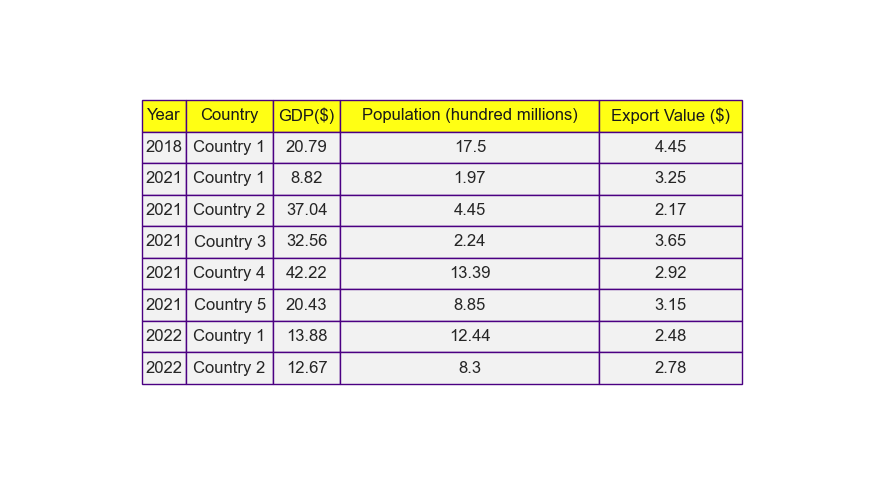 Year Country GDP($) Population (hundred millions) Export Value ($)
2018 Country 1 20.79 17.5 4.45
2021 Country 1 8.82 1.97 3.25
2021 Country 2 37.04 4.45 2.17
2021 Country 3 32.56 2.24 3.65
2021 Country 4 42.22 13.39 2.92
2021 Country 5 20.43 8.85 3.15
2022 Country 1 13.88 12.44 2.48
2022 Country 2 12.67 8.3 2.78